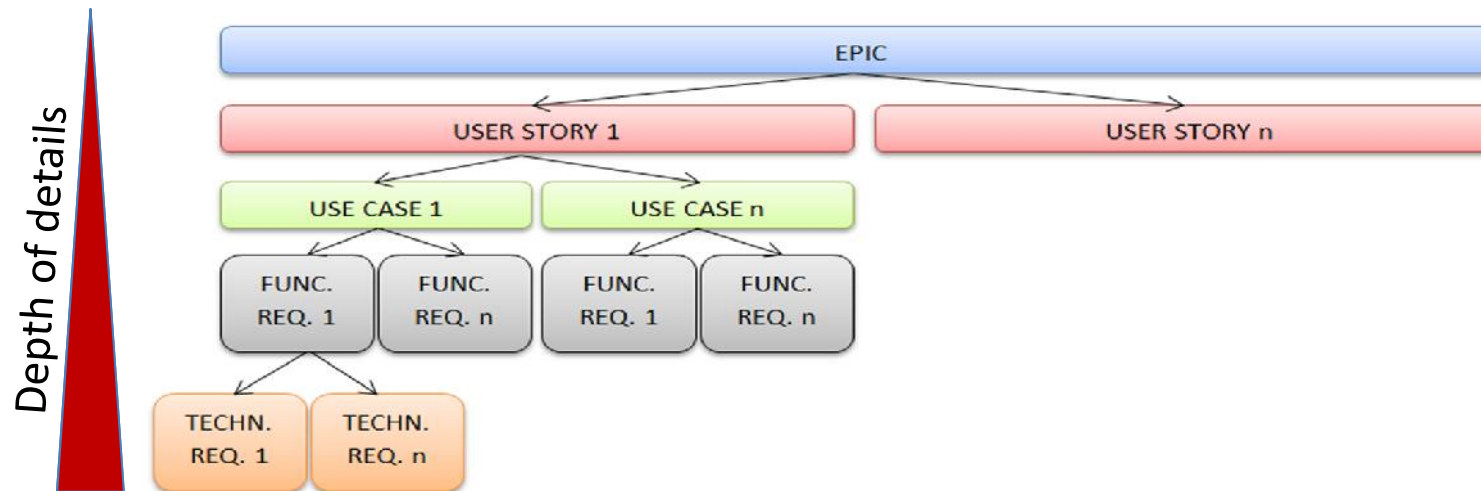 Depth of details
EPIC
USER STORY 1
USER STORY n
USE CASE 1
USE CASE n
FUNC.
REQ. 1
FUNC.
REQ. n
FUNC.
REQ. 1
FUNC.
REQ. n
TECHN.
REQ. 1
TECHN.
REQ. n